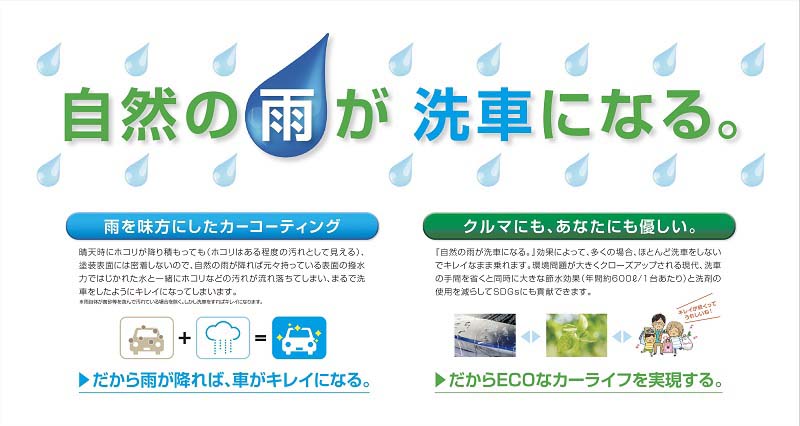 自然の雨が 洗車になる。
雨を味方にしたカーコーティング
晴天時にホコリが降り積もっても（ホコリはある程度の汚れとして見える）、
塗装表面には密着しないので、自然の雨が降れば元々持っている表面の撥水
力ではじかれた水と一緒にホコリなどの汚れが流れ落ちてしまい、まるで洗
車をしたようにキレイになってしまいます。
だから雨が降れば、車がキレイになる。
クルマにも、あなたにも優しい。
『自然の雨が洗車になる。』効果によって、多くの場合、ほとんど洗車をしない
でキレイなまま乗れます。環境問題が大きくクローズアップされる現代、洗車
の手間を省くと同時に大きな節水効果（年間約600ℓ/1台あたり）と洗剤の
使用を減らしてSDGsにも貢献できます。
キレイが続くって
うれしいね！
だからECOなカーライフを実現する。